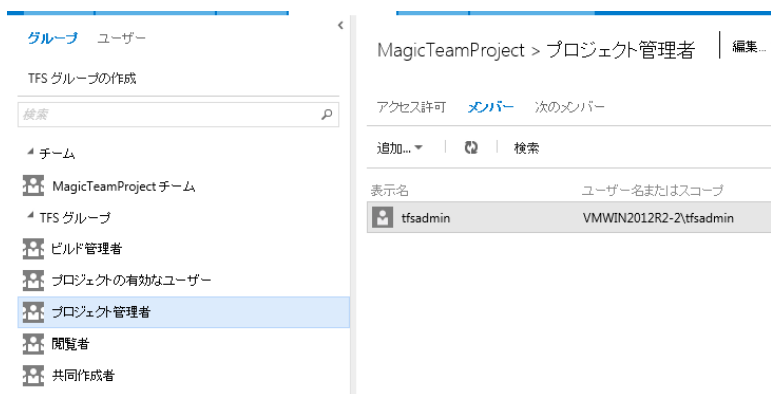 グループ ユーザー
TFS グループの作成
検索
チーム
MagicTeamProject チーム
TFS グループ
ビルド管理者
プロジェクトの有効なユーザー
プロジェクト管理者
閲覧者
共同作成者
MagicTeamProject > プロジェクト管理者 編集...
アクセス許可 メンバー 次のメンバー
追加... 検索
表示名 ユーザー名またはスコープ
tfsadmin VMWIN2012R2-2\tfsadmin